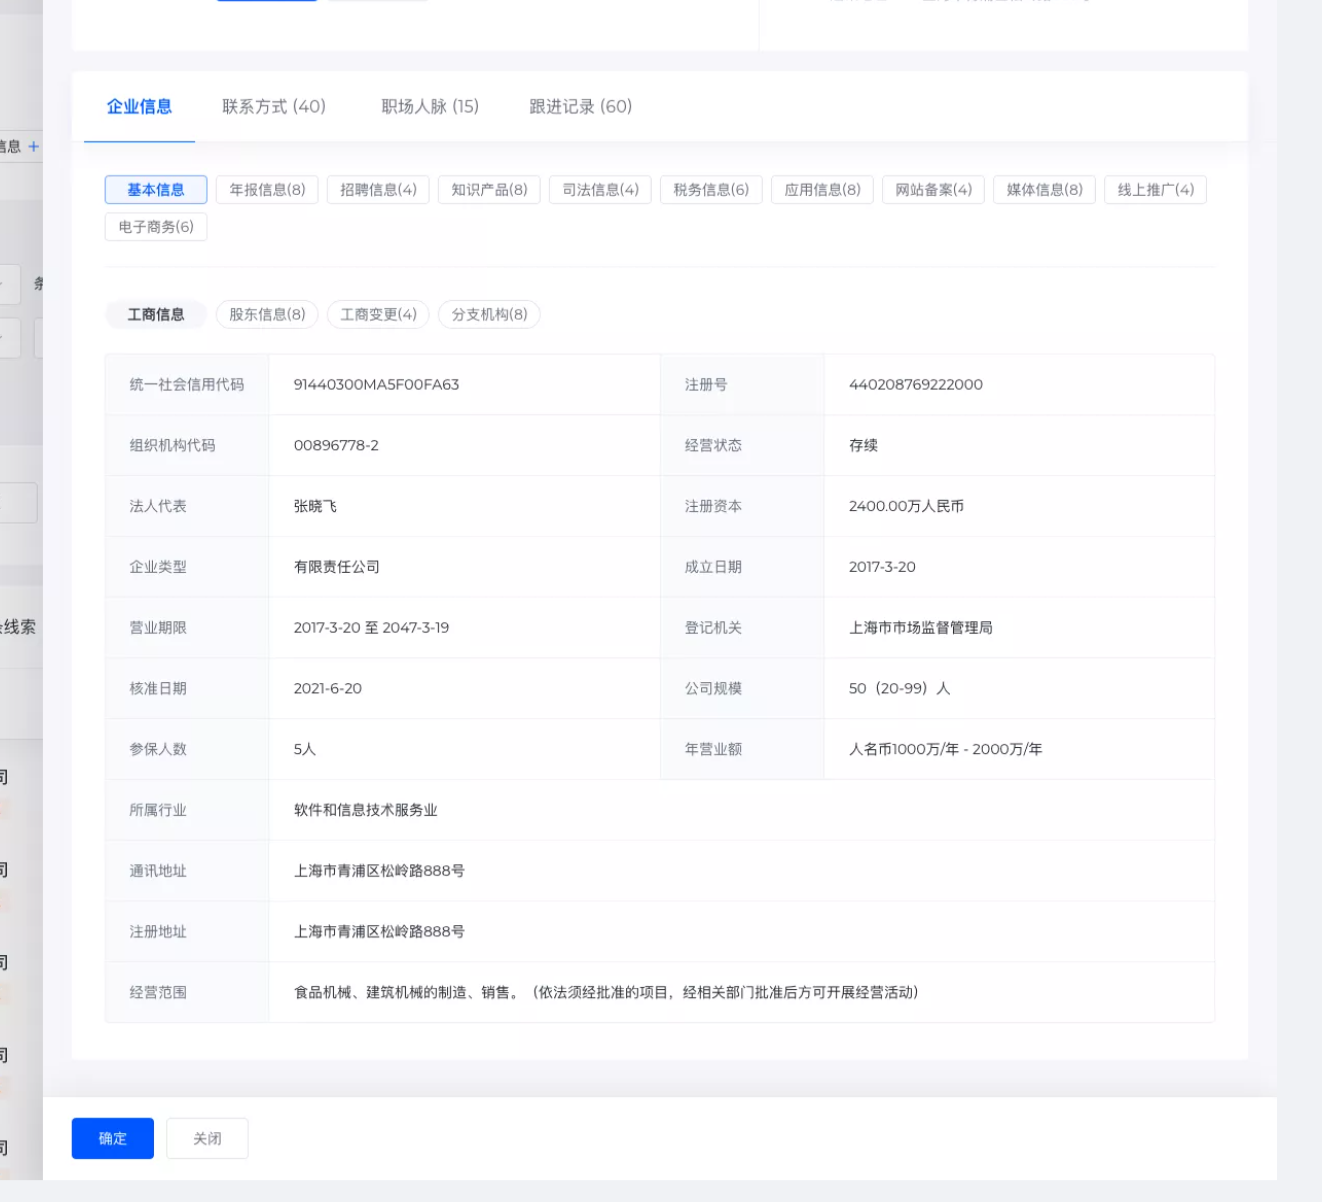 企业信息 联系方式 (40) 职场人脉 (15) 跟进记录 (60)
信息 +
基本信息 年报信息(8) 招聘信息(4) 知识产品(8) 司法信息(4) 税务信息(6) 应用信息(8) 网站备案(4) 媒体信息(8) 线上推广(4)
电子商务(6)
工商信息 股东信息(8) 工商变更(4) 分支机构(8)
统一社会信用代码 91440300MA5F00FA63 注册号 440208769222000
组织机构代码 00896778-2 经营状态 存续
法人代表 张晓飞 注册资本 2400.00万人民币
企业类型 有限责任公司 成立日期 2017-3-20
营业期限 2017-3-20 至 2047-3-19 登记机关 上海市市场监督管理局
线索
核准日期 2021-6-20 公司规模 50（20-99）人
参保人数 5人 年营业额 人名币1000万/年 - 2000万/年
司
所属行业 软件和信息技术服务业
通讯地址 上海市青浦区松岭路888号
司
注册地址 上海市青浦区松岭路888号
司
经营范围 食品机械、建筑机械的制造、销售。（依法须经批准的项目，经相关部门批准后方可开展经营活动）
司
确定 关闭
司